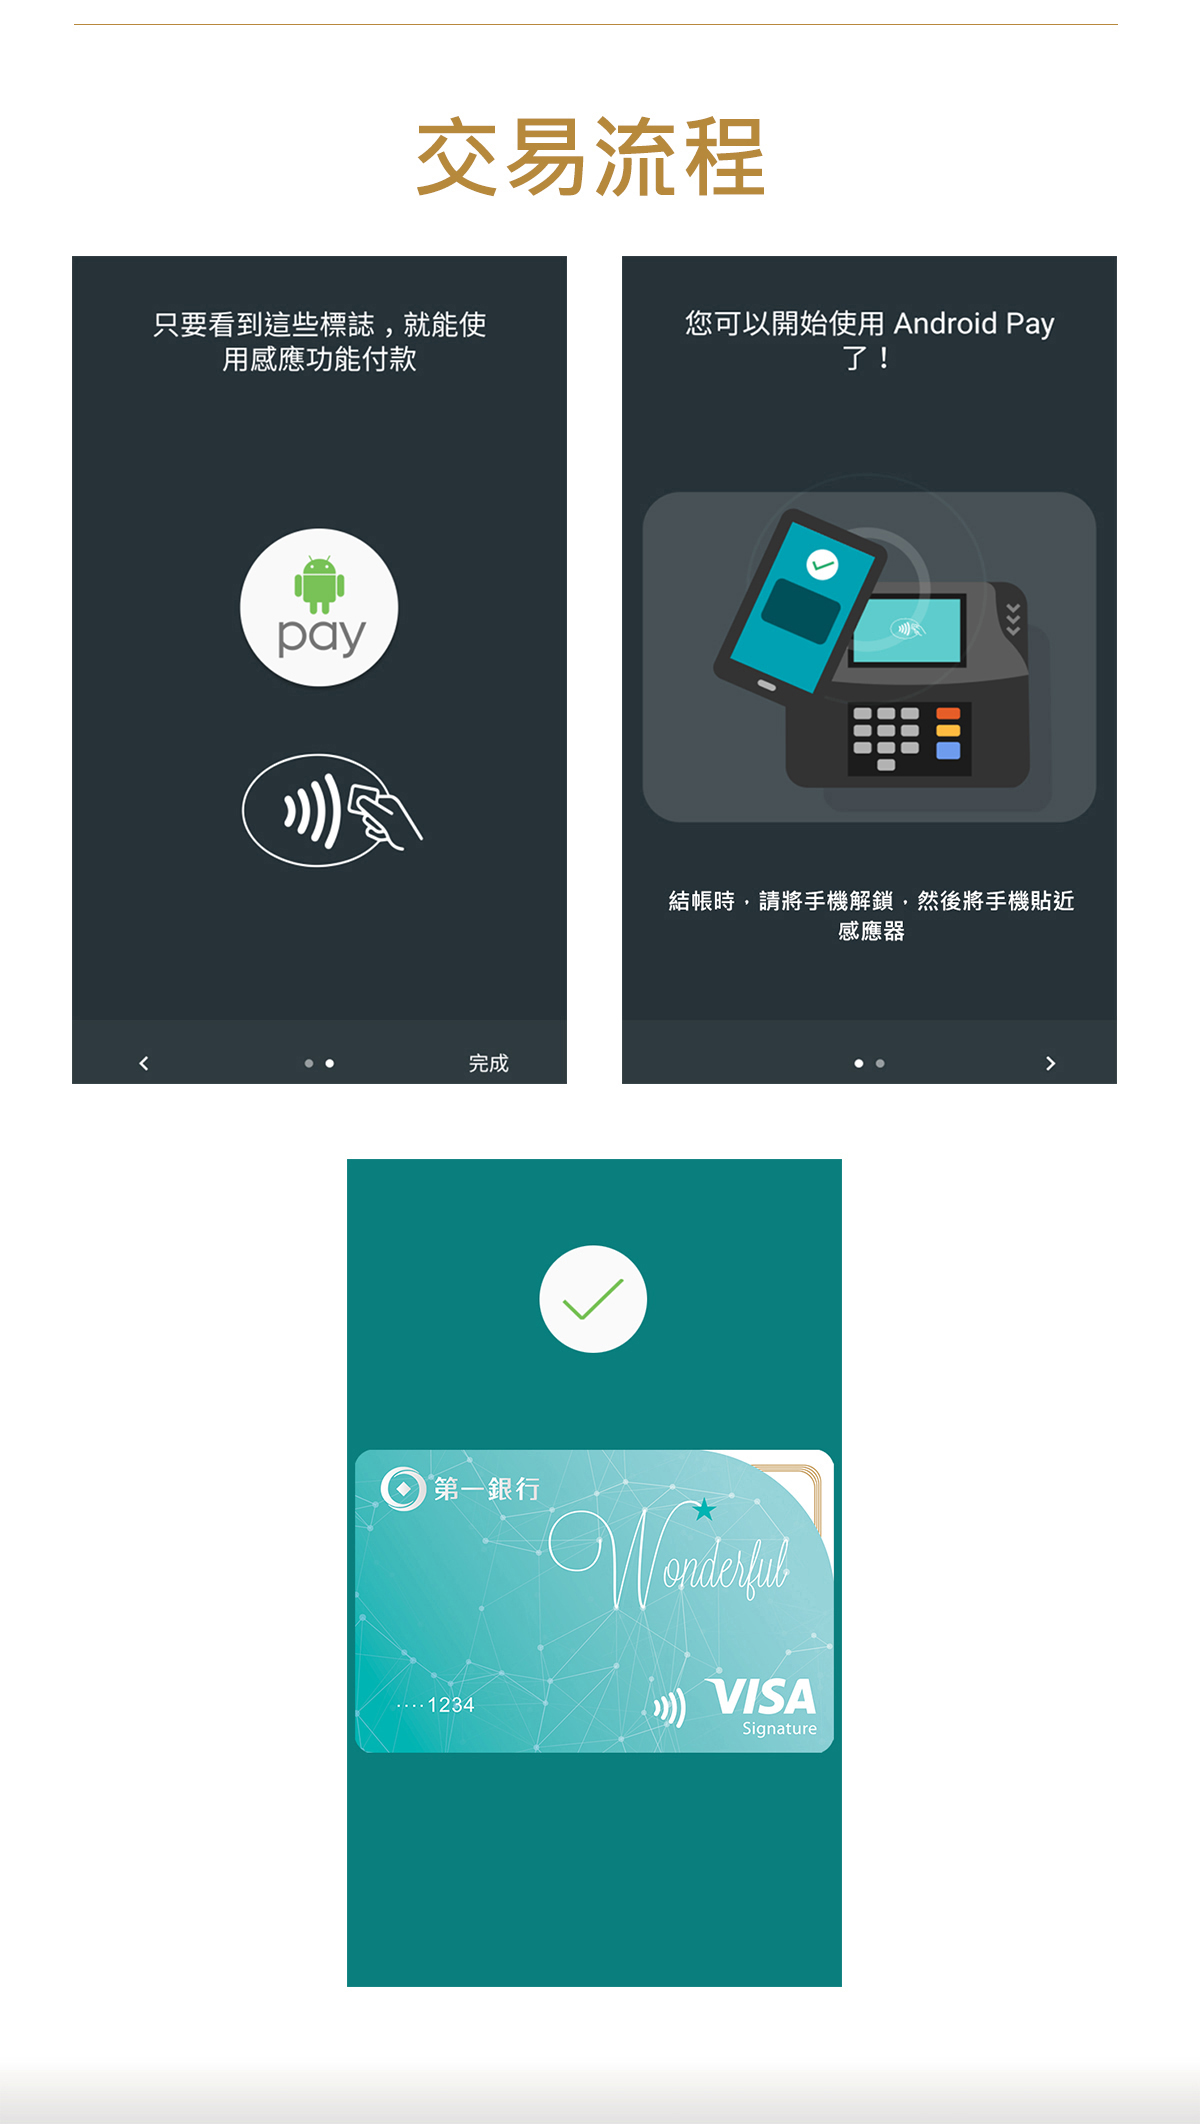 交易流程
只要看到這些標誌，就能使
用感應功能付款
pay
完成
您可以開始使用 Android Pay
了！
結帳時，請將手機解鎖，然後將手機貼近
感應器
第一銀行
Wonderful
····1234
VISA
Signature